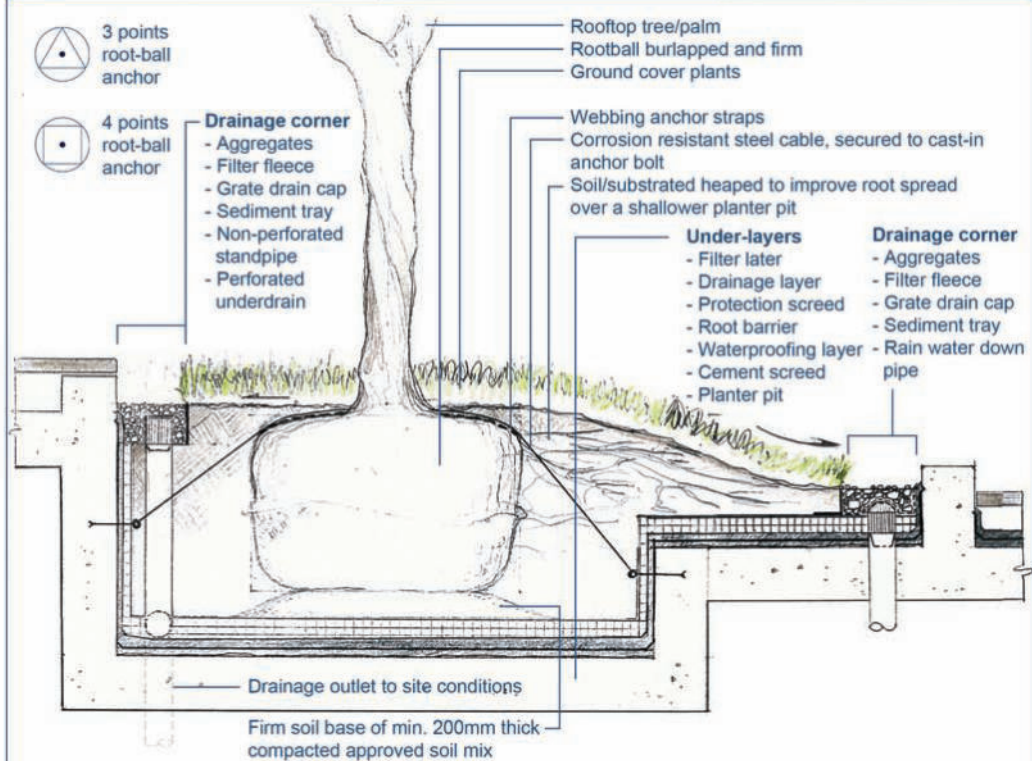 3 points
root-ball
anchor
4 points
root-ball
anchor
Drainage corner
- Aggregates
- Filter fleece
- Grate drain cap
- Sediment tray
- Non-perforated
standpipe
- Perforated
underdrain
Rooftop tree/palm
Rootball burlapped and firm
Ground cover plants
Webbing anchor straps
Corrosion resistant steel cable, secured to cast-in
anchor bolt
Soil/substrated heaped to improve root spread
over a shallower planter pit
Under-layers
- Filter later
- Drainage layer
- Protection screed
- Root barrier
- Waterproofing layer
- Cement screed
- Planter pit
Drainage corner
- Aggregates
- Filter fleece
- Grate drain cap
- Sediment tray
- Rain water down
pipe
Drainage outlet to site conditions
Firm soil base of min. 200mm thick
compacted approved soil mix